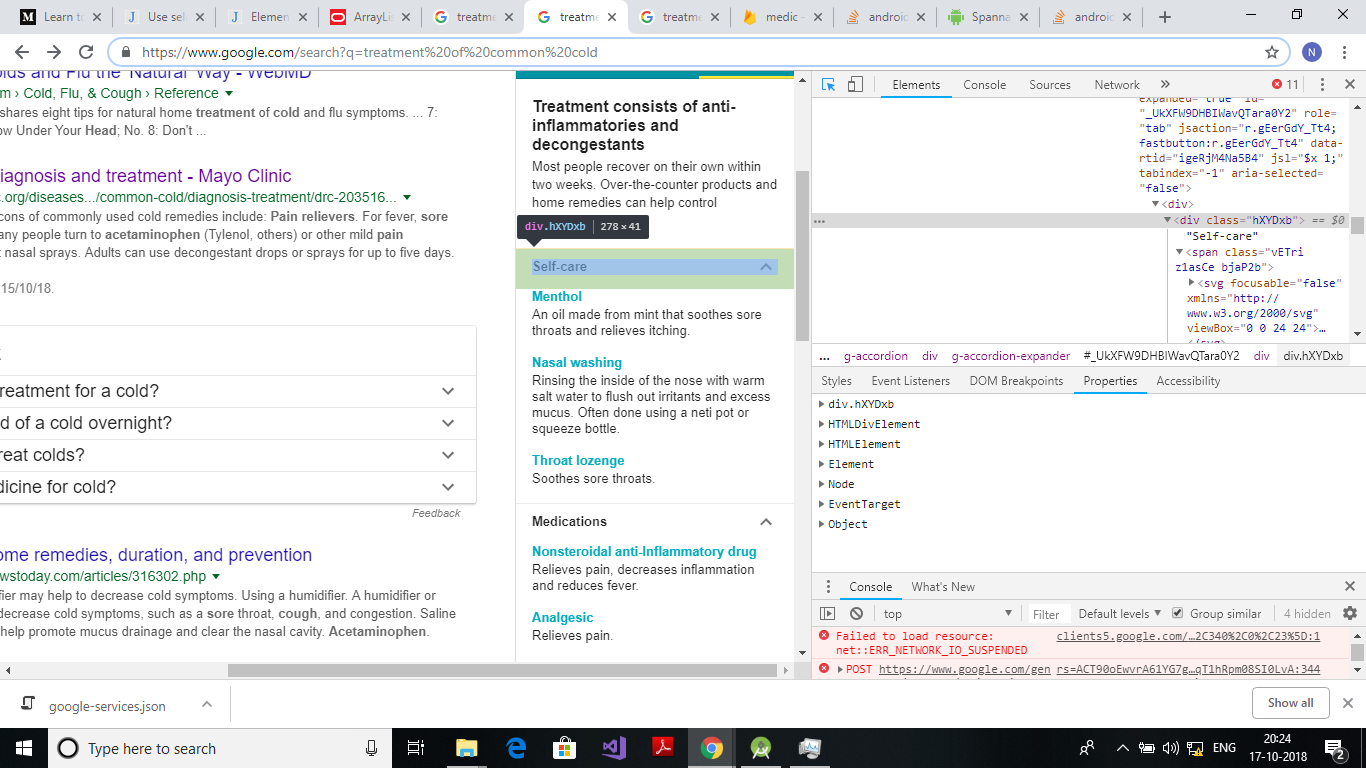 Learn ta
Use sel
Elemen
ArrayLis
treatme
treatme
treatme
medic -
android
Spanna
android
https://www.google.com/search?q=treatment%20of%20common%20cold
N
olds and Flu the 'Natural' Way - WebMD
m › Cold, Flu, & Cough › Reference
shares eight tips for natural home treatment of cold and flu symptoms. ... 7:
ow Under Your Head; No. 8: Don't ...
iagnosis and treatment - Mayo Clinic
c.org/diseases.../common-cold/diagnosis-treatment/drc-203516...
cons of commonly used cold remedies include: Pain relievers. For fever, sore
any people turn to acetaminophen (Tylenol, others) or other mild pain
t nasal sprays. Adults can use decongestant drops or sprays for up to five days.
15/10/18.
reatment for a cold?
d of a cold overnight?
reat colds?
dicine for cold?
Feedback
ome remedies, duration, and prevention
wstoday.com/articles/316302.php
ifier may help to decrease cold symptoms. Using a humidifier. A humidifier or
decrease cold symptoms, such as a sore throat, cough, and congestion. Saline
help promote mucus drainage and clear the nasal cavity. Acetaminophen.
Treatment consists of anti-
inflammatories and
decongestants
Most people recover on their own within
two weeks. Over-the-counter products and
home remedies can help control
div.hXYDxb | 278 × 41
Self-care
Menthol
An oil made from mint that soothes sore
throats and relieves itching.
Nasal washing
Rinsing the inside of the nose with warm
salt water to flush out irritants and excess
mucus. Often done using a neti pot or
squeeze bottle.
Throat lozenge
Soothes sore throats.
Medications
Nonsteroidal anti-Inflammatory drug
Relieves pain, decreases inflammation
and reduces fever.
Analgesic
Relieves pain.
Elements Console Sources Network » 11
expanded="true" id=
"_UkXFW9DHBIWavQTara0Y2" role=
"tab" jsaction="r.gEerGdY_Tt4;
fastbutton:r.gEerGdY_Tt4" data-
rtid="igeRjM4Na5B4" jsl="$x 1;"
tabindex="-1" aria-selected=
"false">
<div>
... <div class="hXYDxb"> == $0
"Self-care"
<span class="vETri
z1asCe bjaP2b">
<svg focusable="false"
xmlns="http://
www.w3.org/2000/svg"
viewBox="0 0 24 24">…
</svg>
... g-accordion div g-accordion-expander #_UkXFW9DHBIWavQTara0Y2 div div.hXYDxb
Styles Event Listeners DOM Breakpoints Properties Accessibility
div.hXYDxb
HTMLDivElement
HTMLElement
Element
Node
EventTarget
Object
Console What's New
top Filter Default levels Group similar 4 hidden
Failed to load resource: clients5.google.com/…2C340%2C0%2C23%5D:1
net::ERR_NETWORK_IO_SUSPENDED
POST https://www.google.com/gen rs=ACT90oEwvrA61YG7g…qT1hRpm08SI0LvA:344
google-services.json
Show all
Type here to search
ENG
20:24
17-10-2018
2